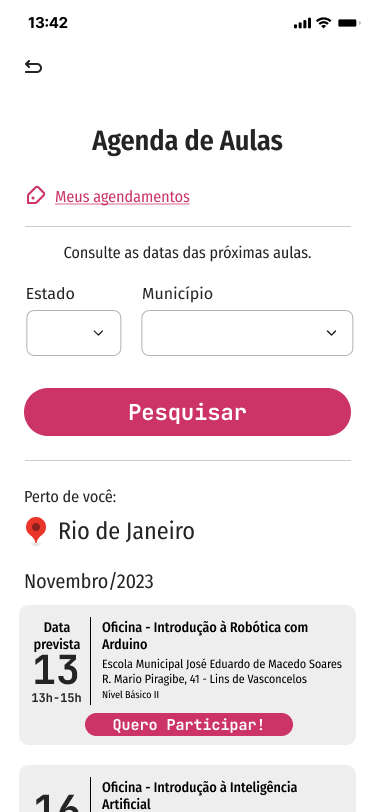 13:42
Agenda de Aulas
Meus agendamentos
Consulte as datas das próximas aulas.
Estado
Município
Pesquisar
Perto de você:
Rio de Janeiro
Novembro/2023
Data
prevista
13
13h-15h
Oficina - Introdução à Robótica com
Arduino
Escola Municipal José Eduardo de Macedo Soares
R. Mario Piragibe, 41 - Lins de Vasconcelos
Nível Básico II
Quero Participar!
16
Oficina - Introdução à Inteligência
Artificial